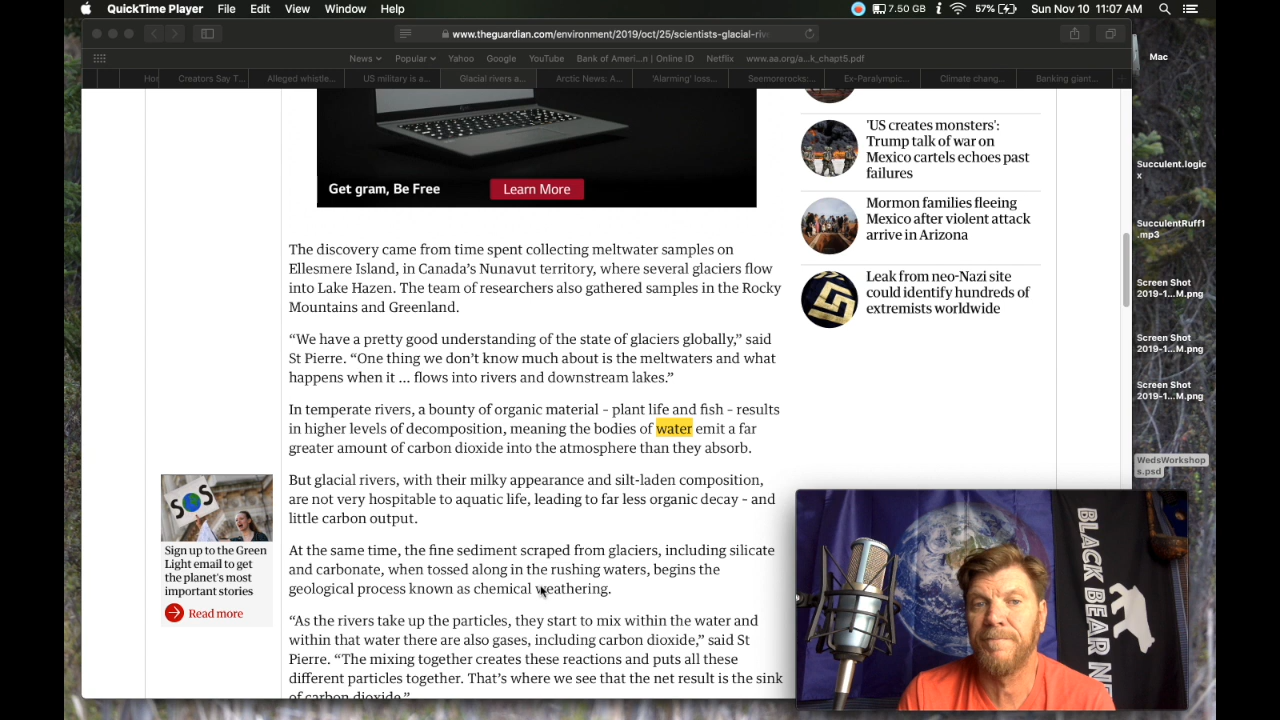 QuickTime Player File Edit View Window Help 7.50 GB 57% Sun Nov 10 11:07 AM
www.theguardian.com/environment/2019/oct/25/scientists-glacial-riv
News Popular Yahoo Google YouTube Bank of Ameri...n | Online ID Netflix www.aa.org/a...k_chapt5.pdf
Hor Creators Say T... Alleged whistle... US military is a... Glacial rivers a... Arctic News: A... 'Alarming' loss... Seemorerocks:... Ex-Paralympic... Climate chang... Banking giant...
Get gram, Be Free
Learn More
The discovery came from time spent collecting meltwater samples on
Ellesmere Island, in Canada's Nunavut territory, where several glaciers flow
into Lake Hazen. The team of researchers also gathered samples in the Rocky
Mountains and Greenland.
“We have a pretty good understanding of the state of glaciers globally,” said
St Pierre. “One thing we don’t know much about is the meltwaters and what
happens when it ... flows into rivers and downstream lakes.”
In temperate rivers, a bounty of organic material – plant life and fish – results
in higher levels of decomposition, meaning the bodies of water emit a far
greater amount of carbon dioxide into the atmosphere than they absorb.
But glacial rivers, with their milky appearance and silt-laden composition,
are not very hospitable to aquatic life, leading to far less organic decay – and
little carbon output.
At the same time, the fine sediment scraped from glaciers, including silicate
and carbonate, when tossed along in the rushing waters, begins the
geological process known as chemical weathering.
“As the rivers take up the particles, they start to mix within the water and
within that water there are also gases, including carbon dioxide,” said St
Pierre. “The mixing together creates these reactions and puts all these
different particles together. That’s where we see that the net result is the sink
of carbon dioxide.”
SOS
Sign up to the Green
Light email to get
the planet's most
important stories
Read more
'US creates monsters':
Trump talk of war on
Mexico cartels echoes past
failures
Mormon families fleeing
Mexico after violent attack
arrive in Arizona
Leak from neo-Nazi site
could identify hundreds of
extremists worldwide
Mac
Succulent.logic
x
SucculentRuff1
.mp3
Screen Shot
2019-1...M.png
Screen Shot
2019-1...M.png
Screen Shot
2019-1...M.png
WedsWorkshop
s.psd
BLACK BEAR NE